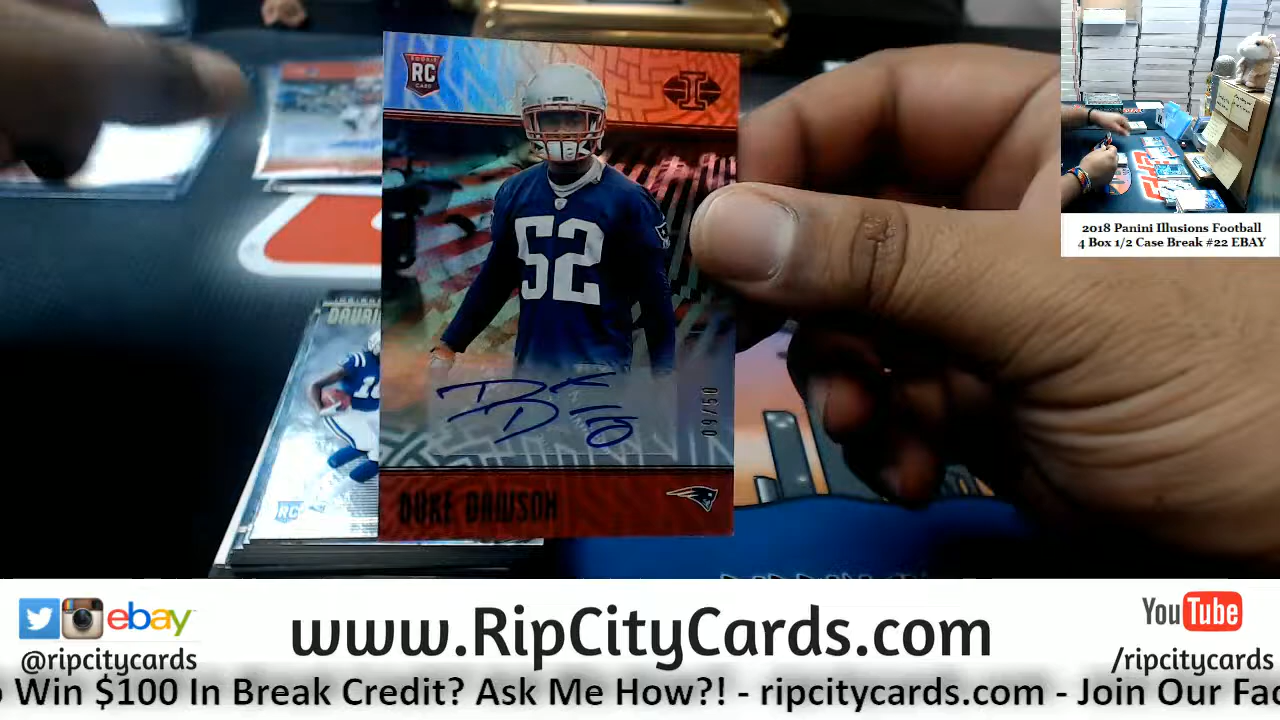 ROOKIE
RC
CARD
I
52
09/50
DUKE DAWSON
RC
2018 Panini Illusions Football
4 Box 1/2 Case Break #22 EBAY
ebay
@ripcitycards
www.RipCityCards.com
YouTube
/ripcitycards
Win $100 In Break Credit? Ask Me How?! - ripcitycards.com - Join Our